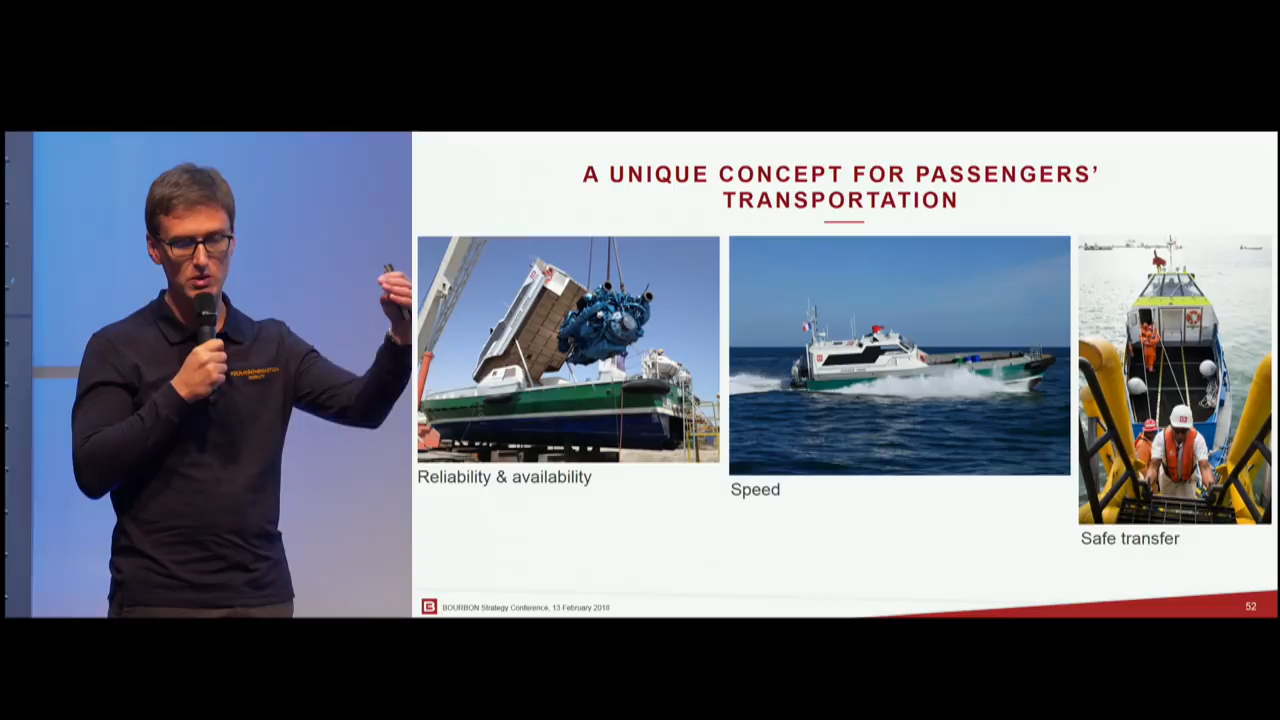 A UNIQUE CONCEPT FOR PASSENGERS’
TRANSPORTATION
Reliability & availability
Speed
Safe transfer
B
BOURBON Strategy Conference, 13 February 2018
52